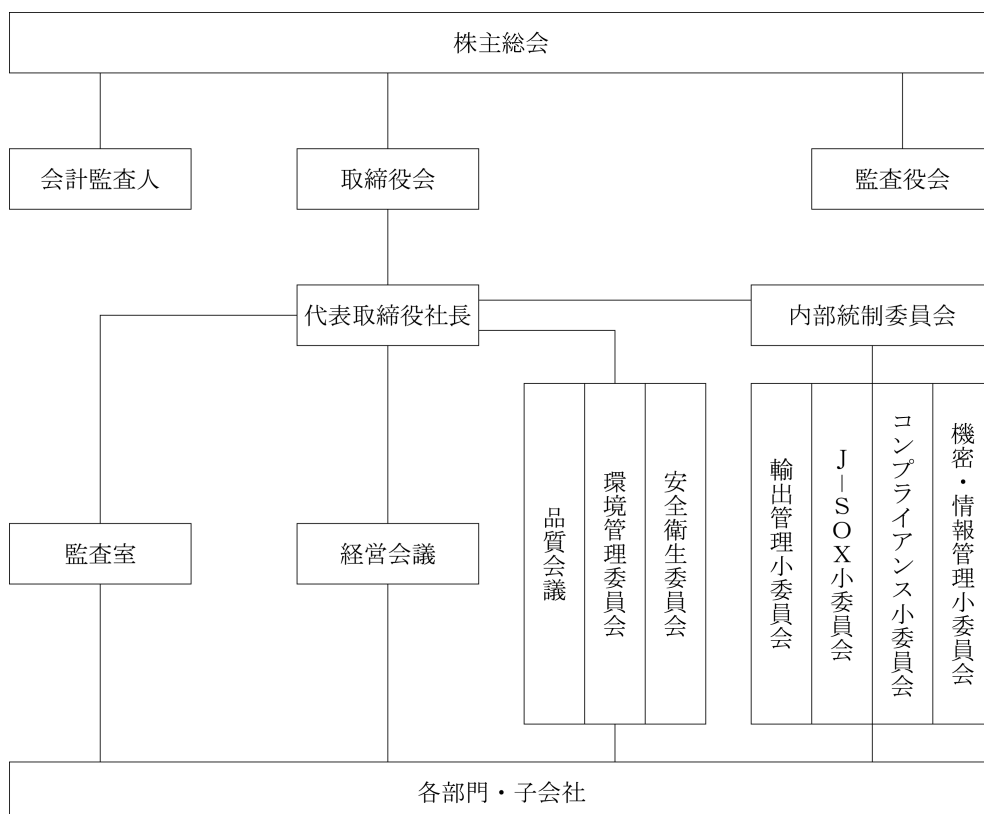 株主総会
会計監査人
取締役会
監査役会
代表取締役社長
内部統制委員会
監査室
経営会議
品質会議
環境管理委員会
安全衛生委員会
輸出管理小委員会
J－SOX小委員会
コンプライアンス小委員会
機密・情報管理小委員会
各部門・子会社